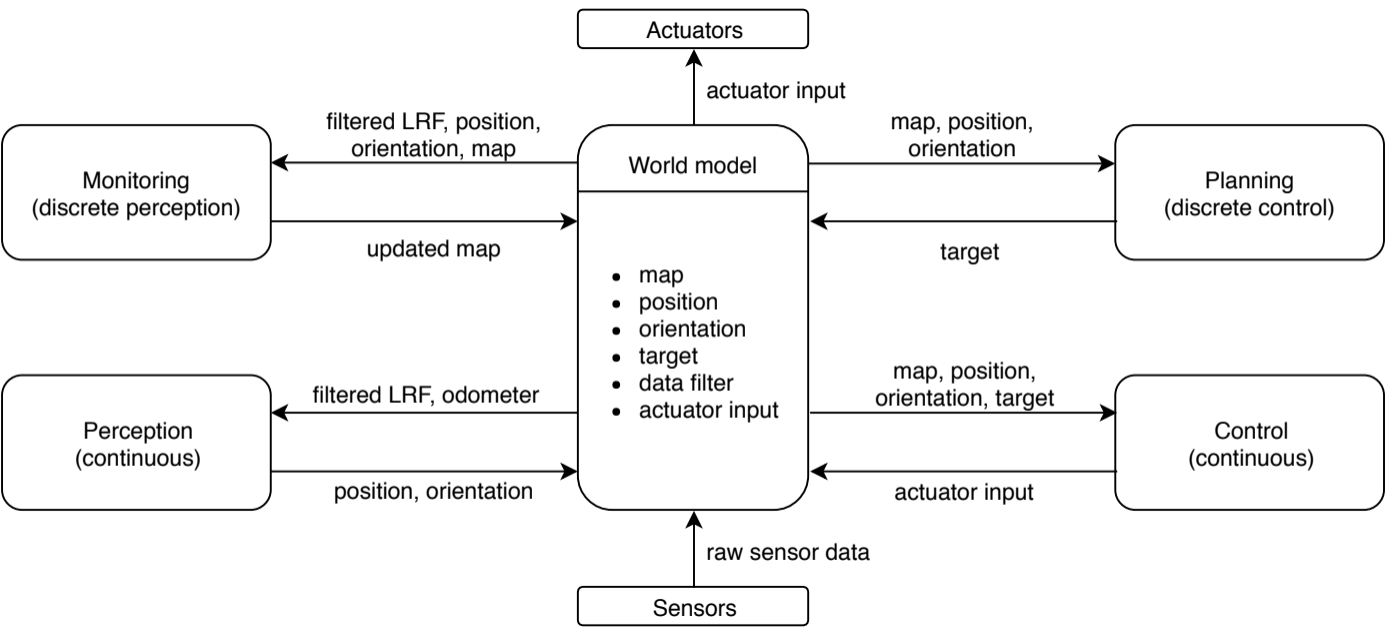 Actuators
actuator input
filtered LRF, position,
orientation, map
map, position,
orientation
World model
Monitoring
(discrete perception)
Planning
(discrete control)
updated map
target
• map
• position
• orientation
• target
• data filter
• actuator input
filtered LRF, odometer
map, position,
orientation, target
Perception
(continuous)
Control
(continuous)
position, orientation
actuator input
raw sensor data
Sensors